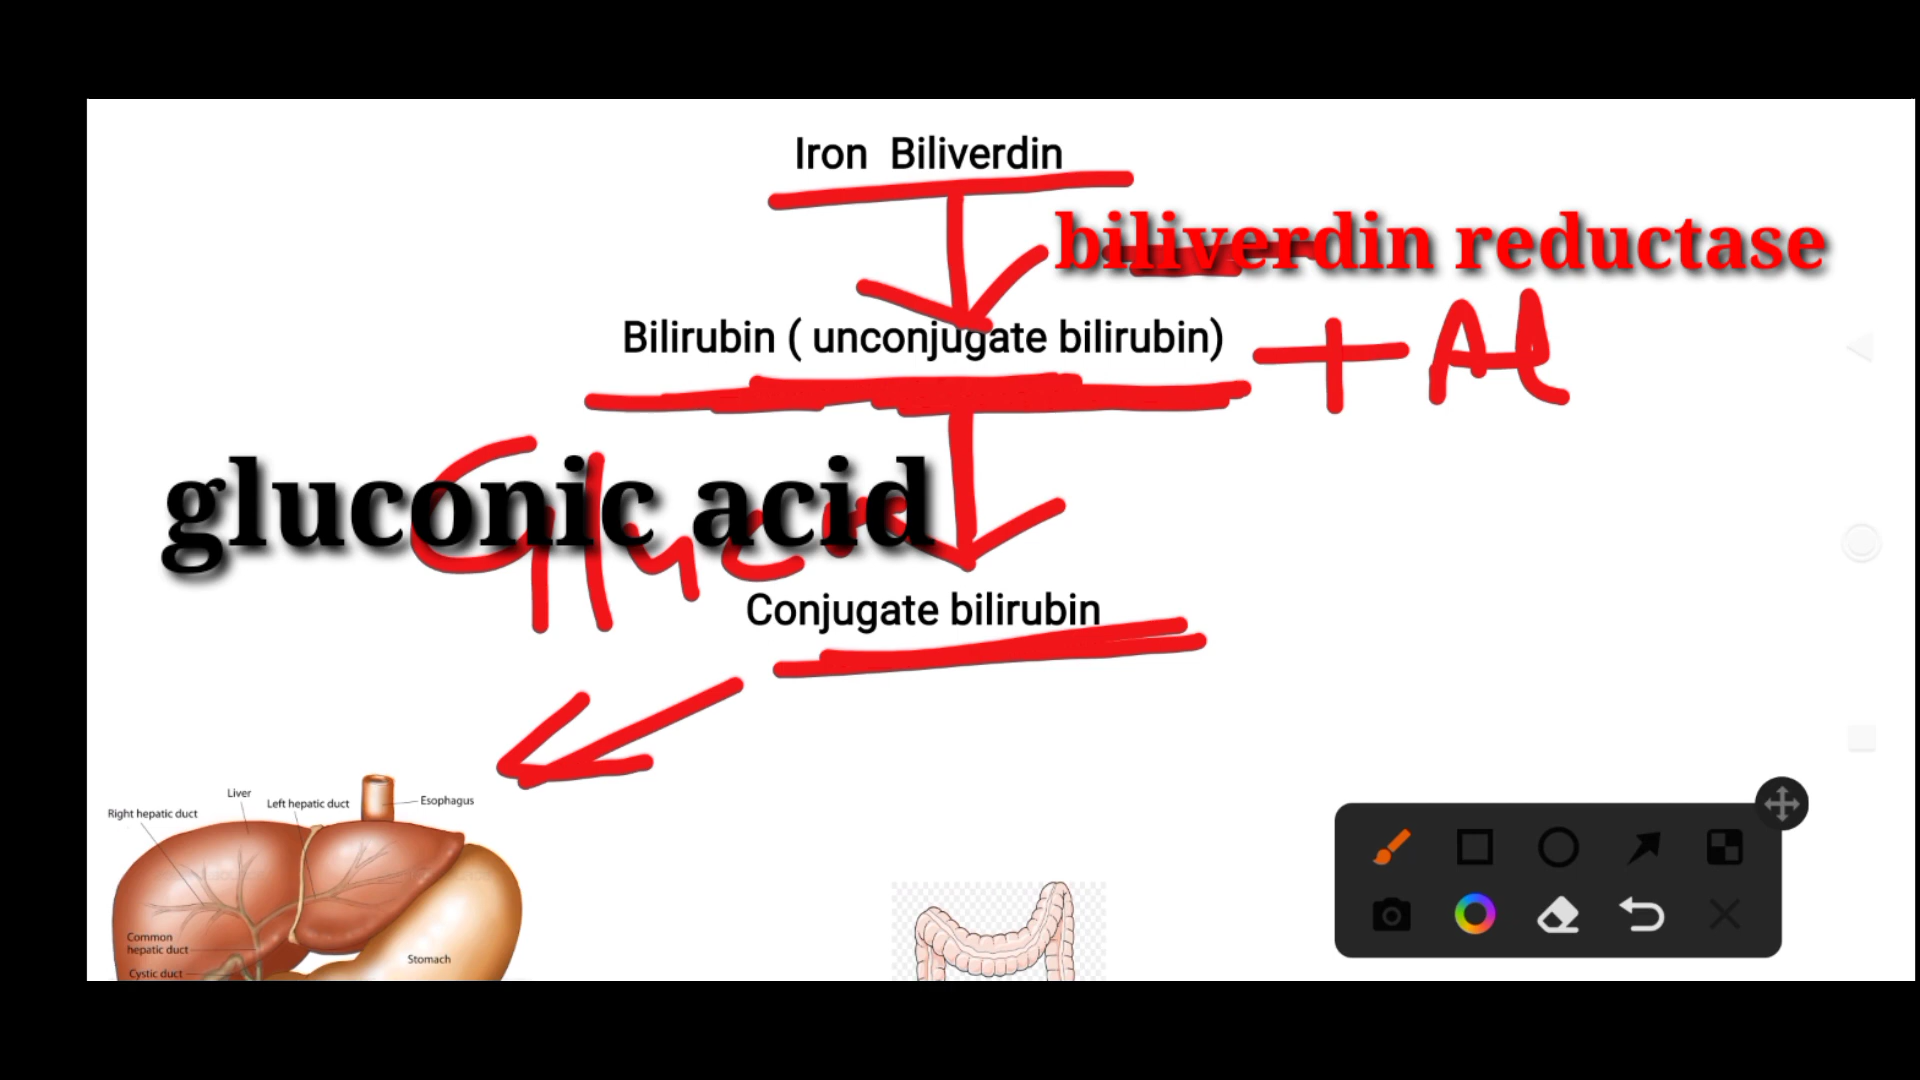 Iron Biliverdin
biliverdin reductase
Bilirubin ( unconjugate bilirubin)
gluconic acid
Conjugate bilirubin
Liver
Left hepatic duct
Esophagus
Right hepatic duct
Common
hepatic duct
Stomach
Cystic duct